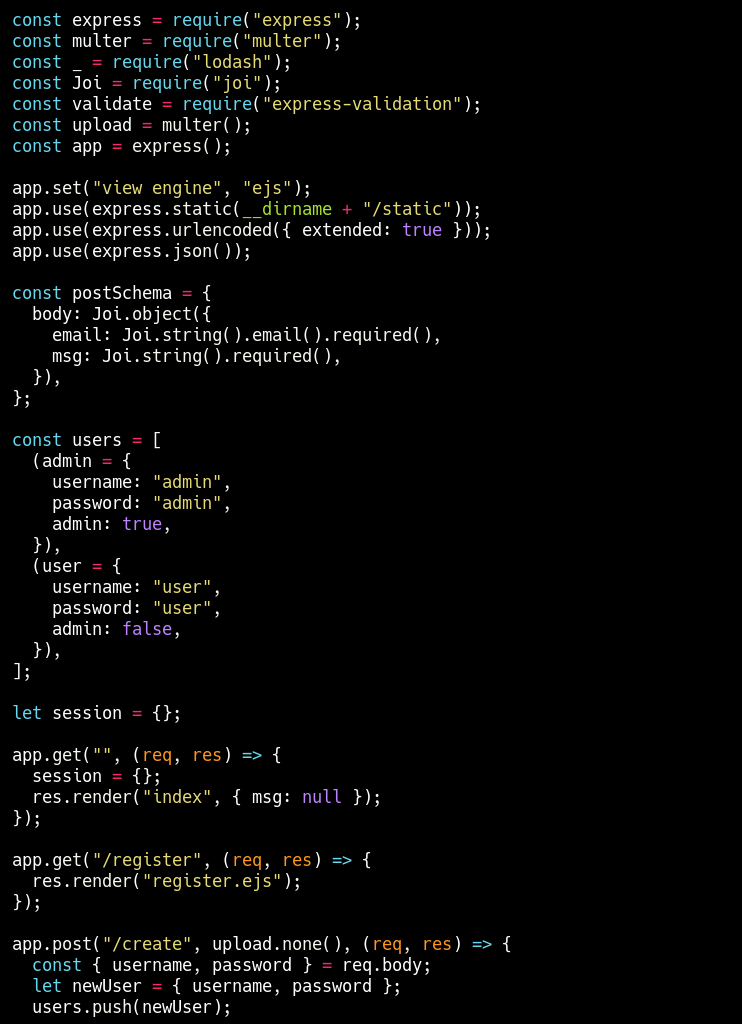 const express = require("express");
const multer = require("multer");
const _ = require("lodash");
const Joi = require("joi");
const validate = require("express-validation");
const upload = multer();
const app = express();

app.set("view engine", "ejs");
app.use(express.static(__dirname + "/static"));
app.use(express.urlencoded({ extended: true }));
app.use(express.json());

const postSchema = {
  body: Joi.object({
    email: Joi.string().email().required(),
    msg: Joi.string().required(),
  }),
};

const users = [
  (admin = {
    username: "admin",
    password: "admin",
    admin: true,
  }),
  (user = {
    username: "user",
    password: "user",
    admin: false,
  }),
];

let session = {};

app.get("", (req, res) => {
  session = {};
  res.render("index", { msg: null });
});

app.get("/register", (req, res) => {
  res.render("register.ejs");
});

app.post("/create", upload.none(), (req, res) => {
  const { username, password } = req.body;
  let newUser = { username, password };
  users.push(newUser);